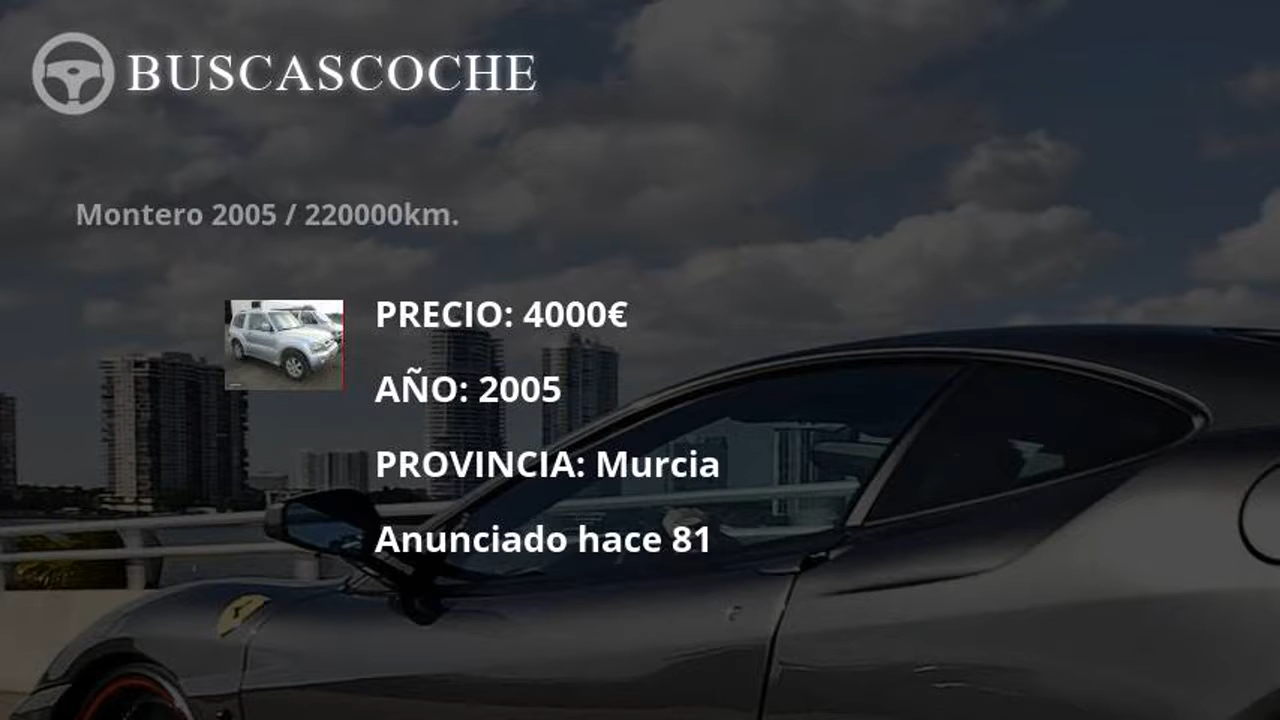 BUSCASCOCHE
Montero 2005 / 220000km.
PRECIO: 4000€
AÑO: 2005
PROVINCIA: Murcia
Anunciado hace 81